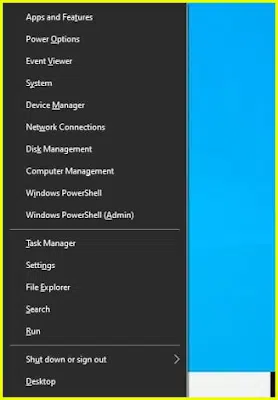 Apps and Features
Power Options
Event Viewer
System
Device Manager
Network Connections
Disk Management
Computer Management
Windows PowerShell
Windows PowerShell (Admin)
Task Manager
Settings
File Explorer
Search
Run
Shut down or sign out
Desktop